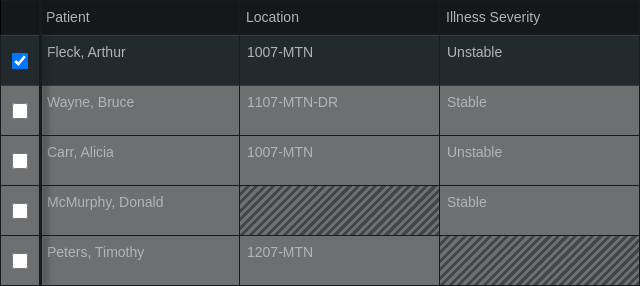 Patient Location Illness Severity
Fleck, Arthur 1007-MTN Unstable
Wayne, Bruce 1107-MTN-DR Stable
Carr, Alicia 1007-MTN Unstable
McMurphy, Donald Stable
Peters, Timothy 1207-MTN